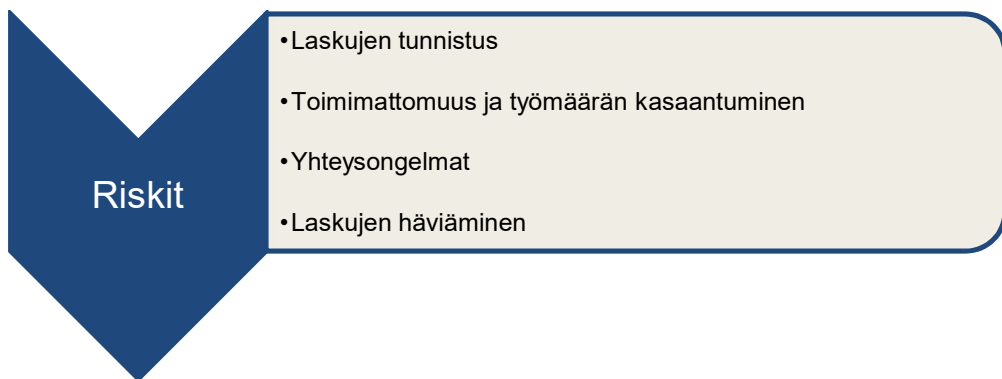 Riskit
•Laskujen tunnistus
•Toimimattomuus ja työmäärän kasaantuminen
•Yhteysongelmat
•Laskujen häviäminen